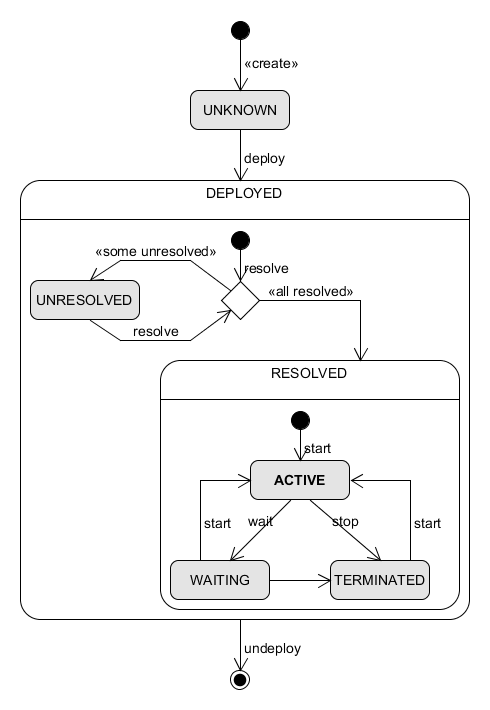 «create»
UNKNOWN
deploy
DEPLOYED
«some unresolved»
resolve
«all resolved»
UNRESOLVED
resolve
RESOLVED
start
ACTIVE
start
wait
stop
start
WAITING
TERMINATED
undeploy